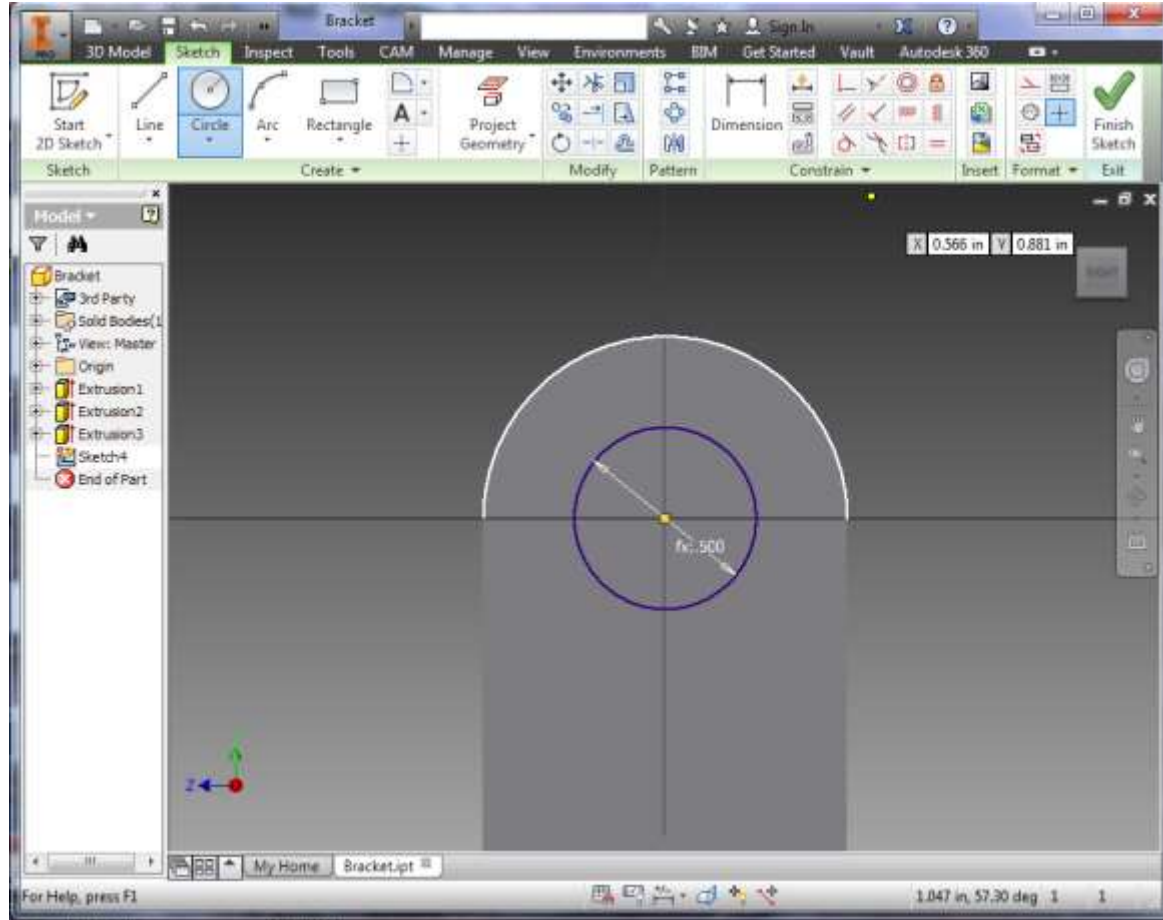 Bracket
Sign In
PRO
3D Model Sketch Inspect Tools CAM Manage View Environments BIM Get Started Vault Autodesk 360
Start
2D Sketch
Line
Circle
Arc
Rectangle
A
Project
Geometry
Dimension
Finish
Sketch
Sketch Create Modify Pattern Constrain Insert Format Exit
Model
X 0.566 in Y 0.881 in
RIGHT
Bracket
3rd Party
Solid Bodies(1
View: Master
Origin
Extrusion1
Extrusion2
Extrusion3
Sketch4
End of Part
fx:.500
Z
My Home Bracket.ipt
For Help, press F1
1.047 in, 57.30 deg 1 1